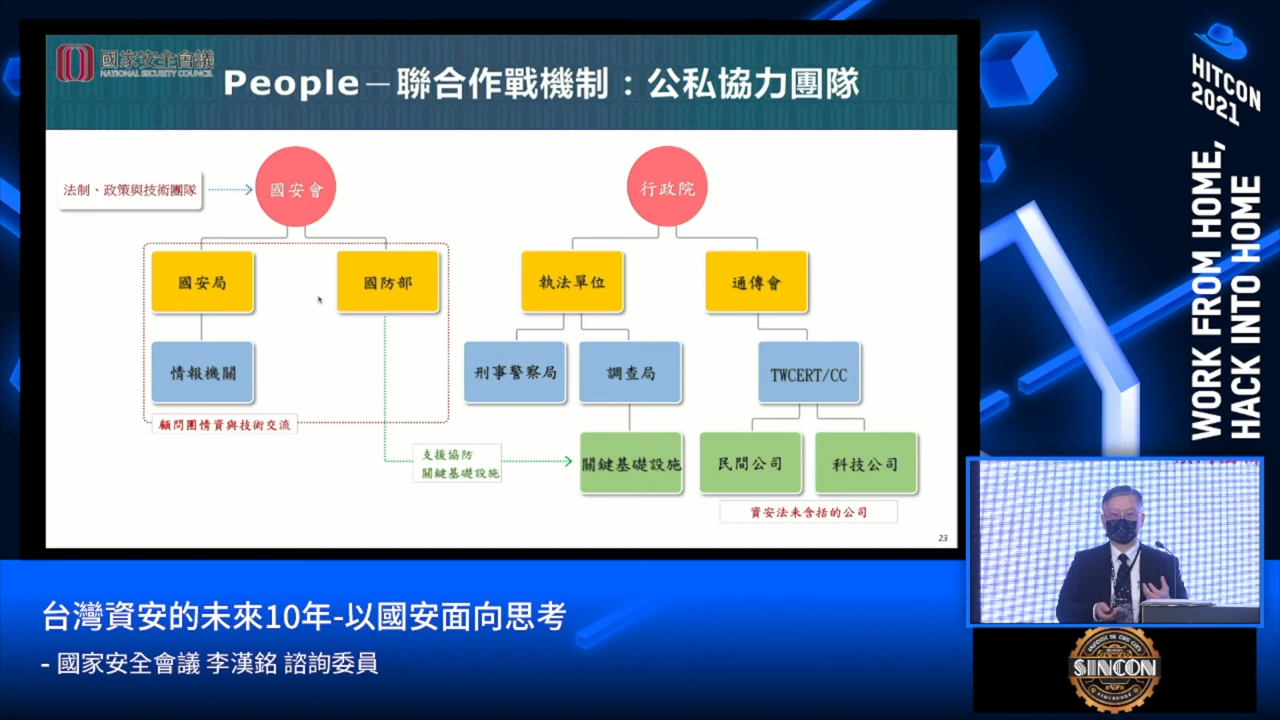 國家安全會議
NATIONAL SECURITY COUNCIL
People－聯合作戰機制：公私協力團隊
法制、政策與技術團隊
國安會
行政院
國安局
國防部
執法單位
通傳會
情報機關
刑事警察局
調查局
TWCERT/CC
顧問團情資與技術交流
支援協防
關鍵基礎設施
關鍵基礎設施
民間公司
科技公司
資安法未含括的公司
23
HITCON
2021
WORK FROM HOME,
HACK INTO HOME
台灣資安的未來10年-以國安面向思考
- 國家安全會議 李漢銘 諮詢委員
SINCON